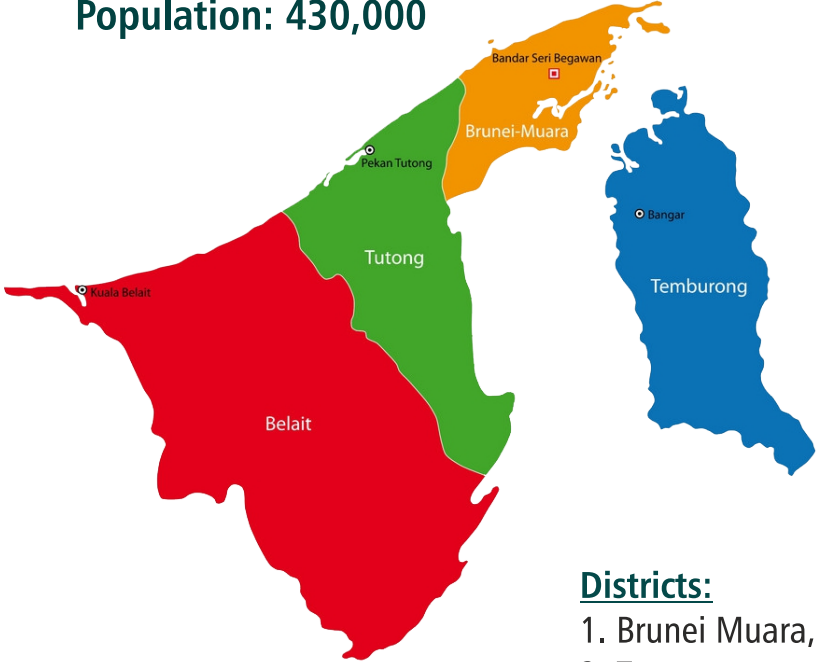 Population: 430,000
Bandar Seri Begawan
Brunei-Muara
Pekan Tutong
Bangar
Tutong
Temburong
Kuala Belait
Belait
Districts:
1. Brunei Muara,